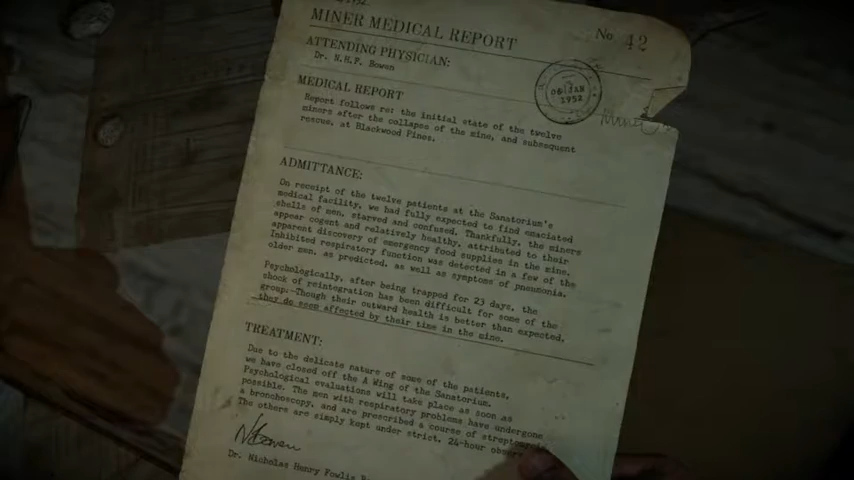 1952.
MINER MEDICAL REPORT
No 42
ATTENDING PHYSICIAN:
Dr. N.H.F. Bowen
06 JAN
1952
MEDICAL REPORT
Report follows re: the initial state of the twelve
miners after the collapse of the mine, and subsequent
rescue, at Blackwood Pines.
ADMITTANCE:
On receipt of the twelve patients at the Sanatorium's
medical facility, we had fully expected to find emaciated
shells of men, starved and confused. Thankfully, the miners
appear cogent and relatively healthy, attributed to their
apparent discovery of emergency food supplies in the mine.
Inhibited respiratory function was detected in a few of the
older men, as predicted, as well as symptoms of pneumonia.
Psychologically, after being trapped for 23 days, the
shock of reintegration has been difficult for some of the
group. Though their outward health is better than expected,
they do seem affected by their time in the mine.
TREATMENT:
Due to the delicate nature of some of the patients,
we have closed off the A Wing of the Sanatorium.
Psychological evaluations will take place as soon as
possible. The men with respiratory problems have undergone
a bronchoscopy, and are prescribed a course of
The others are simply kept under strict, 24-hour
NBowen
Dr. Nicholas Henry Fowlis